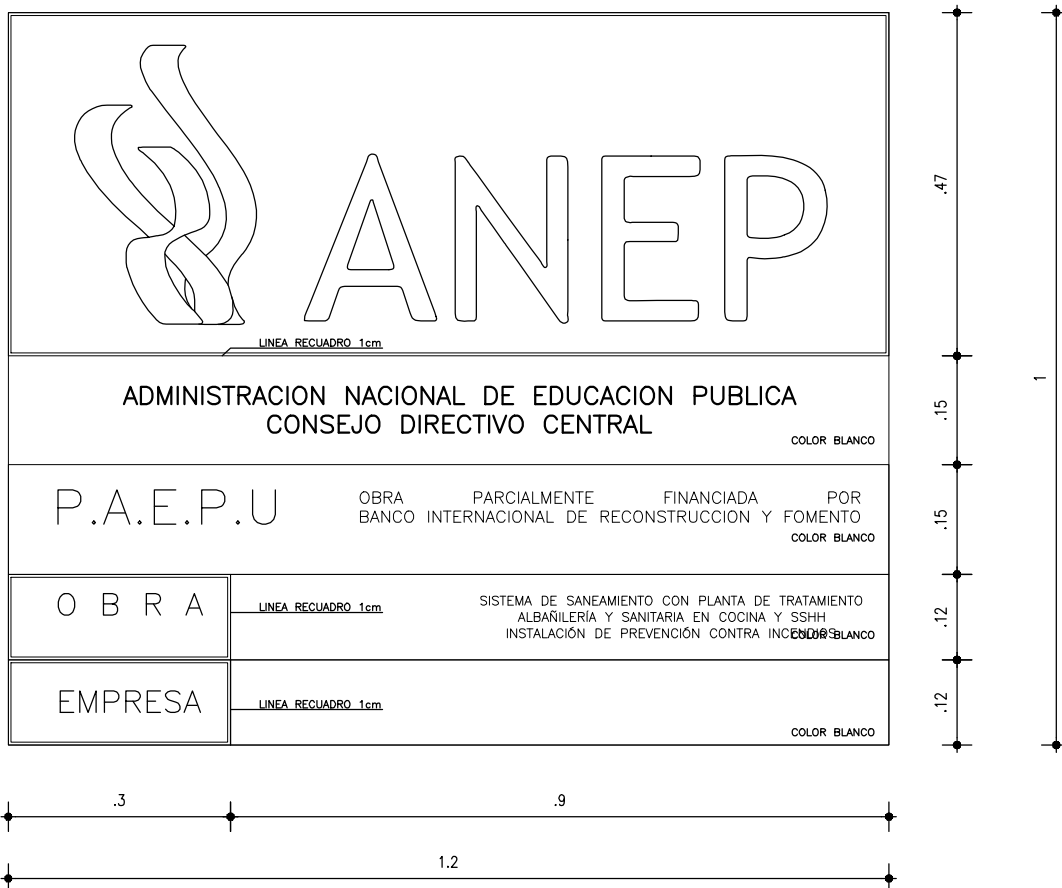 ANEP
.47
LINEA RECUADRO 1cm
1
ADMINISTRACION NACIONAL DE EDUCACION PUBLICA
CONSEJO DIRECTIVO CENTRAL
.15
COLOR BLANCO
P.A.E.P.U
OBRA PARCIALMENTE FINANCIADA POR
BANCO INTERNACIONAL DE RECONSTRUCCION Y FOMENTO
.15
COLOR BLANCO
O B R A
LINEA RECUADRO 1cm
SISTEMA DE SANEAMIENTO CON PLANTA DE TRATAMIENTO
ALBAÑILERÍA Y SANITARIA EN COCINA Y SSHH
INSTALACIÓN DE PREVENCIÓN CONTRA INCENDIOS
COLOR BLANCO
.12
EMPRESA
LINEA RECUADRO 1cm
.12
COLOR BLANCO
.3
.9
1.2